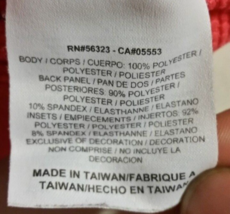 RN#56323 - CA#05553
BODY / CORPS / CUERPO: 100% POLYESTER /
POLYESTER / POLIESTER
BACK PANEL / PAN DE DOS / PARTES
POSTERIORES: 90% POLYESTER /
POLYESTER / POLIESTER
10% SPANDEX / ELASTHANNE / ELASTANO
INSETS / EMPIECEMENTS / INJERTOS: 92%
POLYESTER / POLYESTER / POLIESTER
8% SPANDEX / ELASTHANNE / ELASTANO
EXCLUSIVE OF DECORATION / DECORATION
NON COMPRISE / NO INCLUYE LA
DECORACION
MADE IN TAIWAN/FABRIQUE A
TAIWAN/HECHO EN TAIWAN